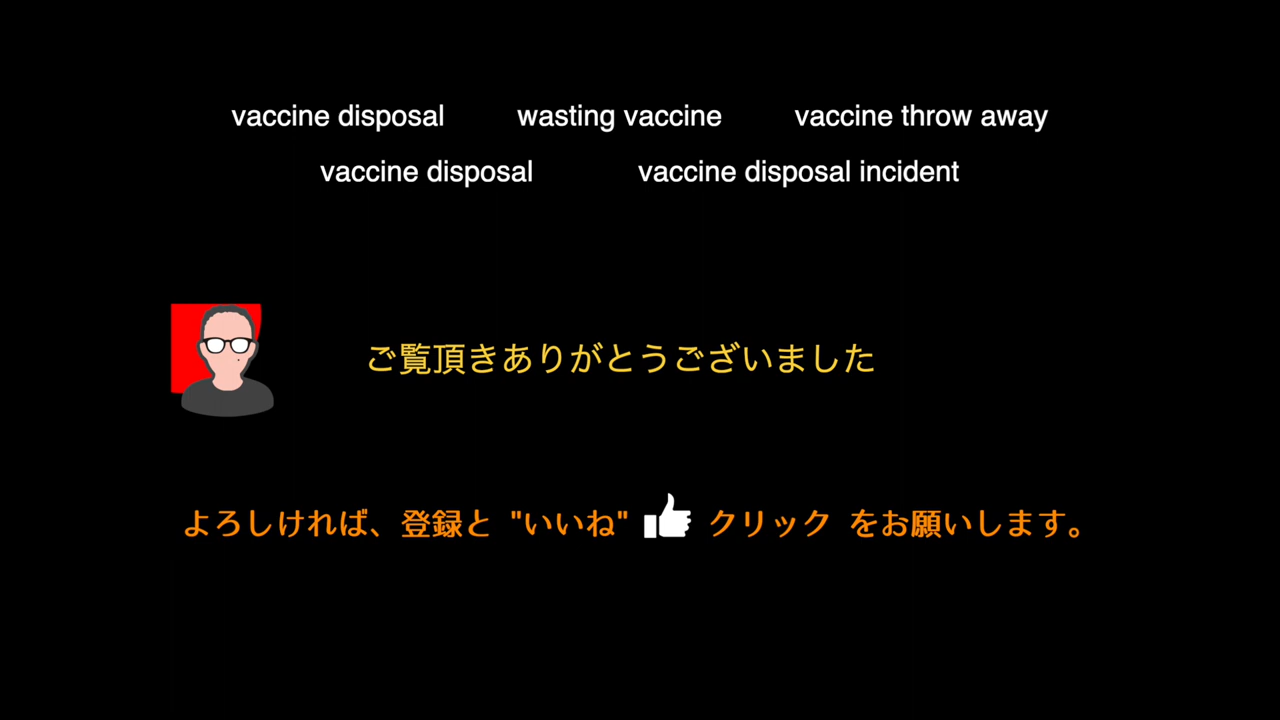 vaccine disposal wasting vaccine vaccine throw away
vaccine disposal vaccine disposal incident
ご覧頂きありがとうございました
よろしければ、登録と "いいね" クリック をお願いします。